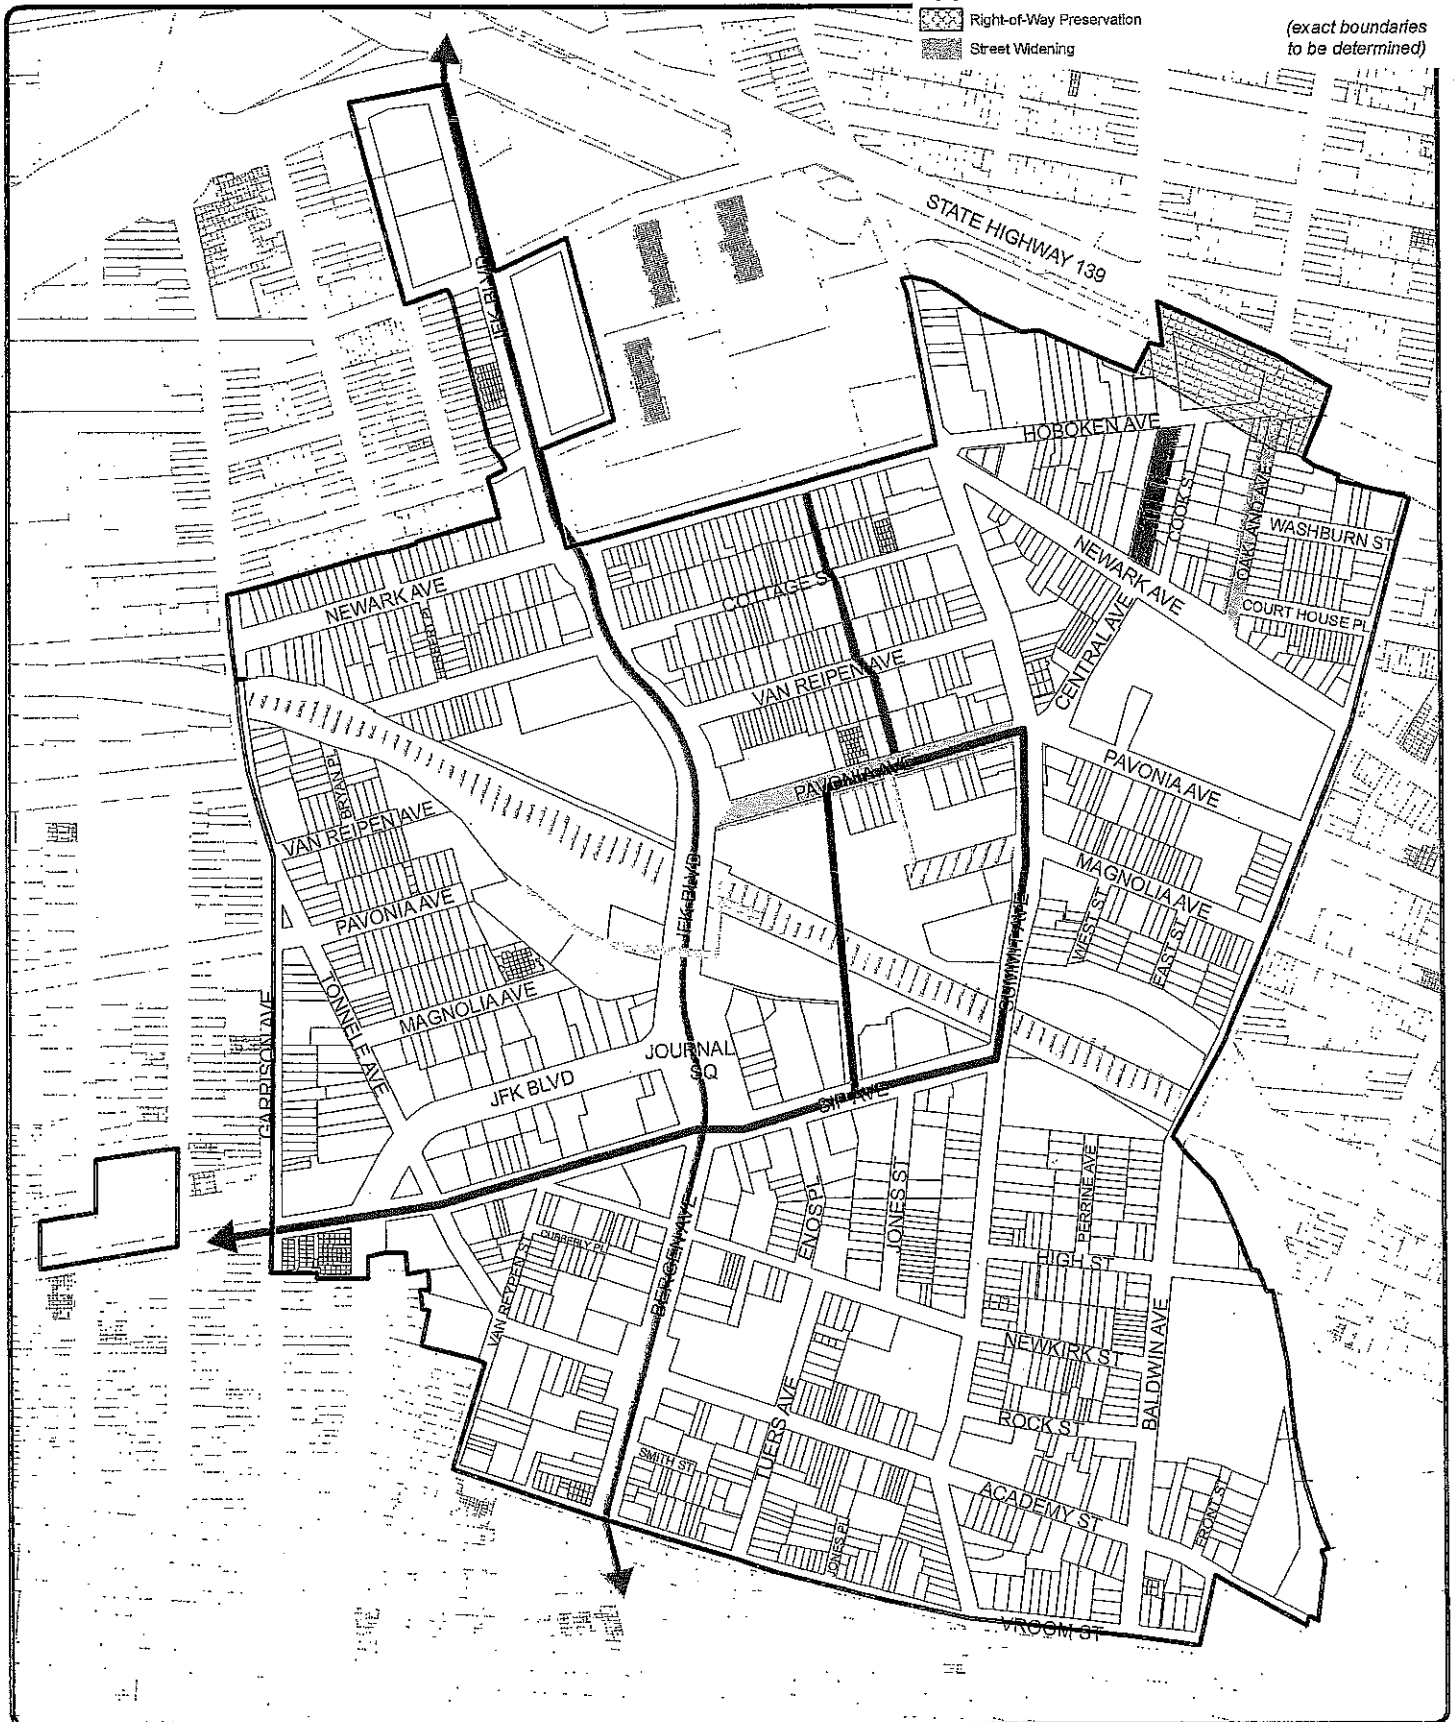 Right-of-Way Preservation
Street Widening
(exact boundaries
to be determined)
STATE HIGHWAY 139
JFK BLVD
HOBOKEN AVE
COOK ST
OAKLAND AVE
WASHBURN ST
NEWARK AVE
COURT HOUSE PL
NEWARK AVE
HERBERT PL
COTTAGE ST
CENTRAL AVE
VAN REIPEN AVE
PAVONIA AVE
PAVONIA AVE
BRYAN PL
VAN REIPEN AVE
JFK BLVD
MAGNOLIA AVE
PAVONIA AVE
WEST ST
EAST ST
SUMMIT AVE
TONNELE AVE
MAGNOLIA AVE
GARRISON AVE
JOURNAL
SQ
JFK BLVD
SIP AVE
PERRINE AVE
JONES ST
ENOS PL
CUBBERLY PL
BERGEN AVE
VAN REYPEN ST
HIGH ST
NEWKIRK ST
BALDWIN AVE
ROCK ST
TUERS AVE
SMITH ST
ACADEMY ST
FRONT ST
JONES PL
VROOM ST